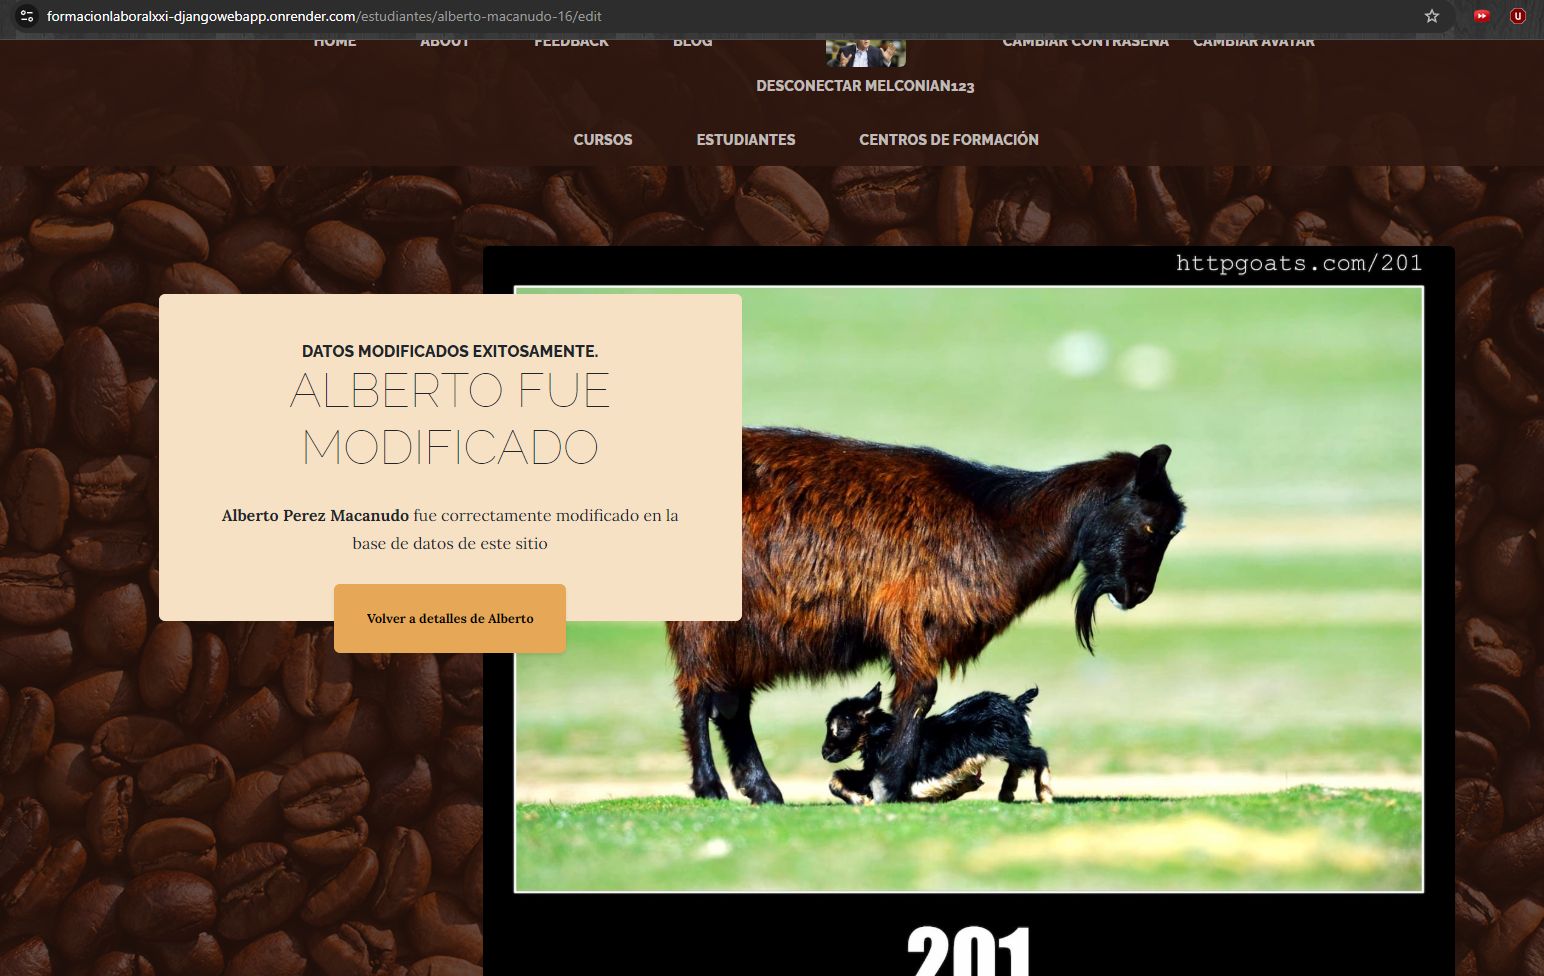 formacionlaboralxxi-djangowebapp.onrender.com/estudiantes/alberto-macanudo-16/edit
HOME ABOUT FEEDBACK BLOG CAMBIAR CONTRASEÑA CAMBIAR AVATAR
DESCONECTAR MELCONIAN123
CURSOS ESTUDIANTES CENTROS DE FORMACIÓN
httpgoats.com/201
DATOS MODIFICADOS EXITOSAMENTE.
ALBERTO FUE
MODIFICADO
Alberto Perez Macanudo fue correctamente modificado en la
base de datos de este sitio
Volver a detalles de Alberto
201